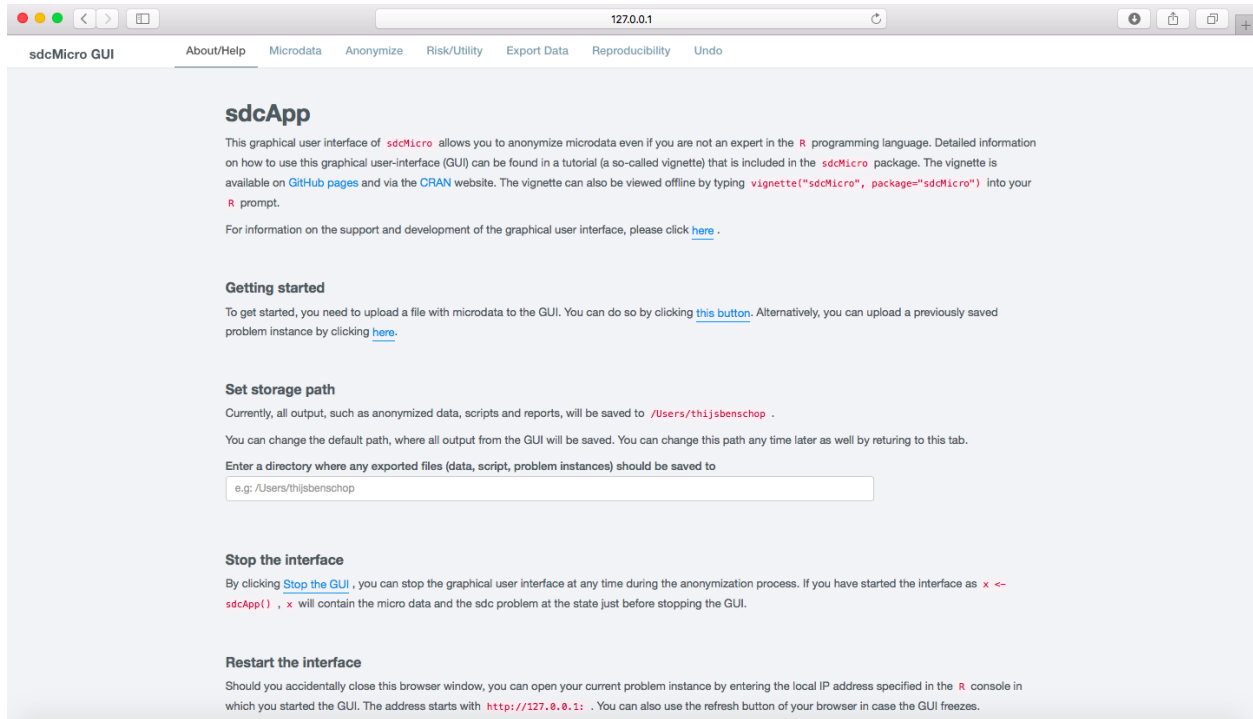 127.0.0.1
sdcMicro GUI
About/Help Microdata Anonymize Risk/Utility Export Data Reproducibility Undo
sdcApp
This graphical user interface of sdcMicro allows you to anonymize microdata even if you are not an expert in the R programming language. Detailed information
on how to use this graphical user-interface (GUI) can be found in a tutorial (a so-called vignette) that is included in the sdcMicro package. The vignette is
available on GitHub pages and via the CRAN website. The vignette can also be viewed offline by typing vignette("sdcMicro", package="sdcMicro") into your
R prompt.
For information on the support and development of the graphical user interface, please click here .
Getting started
To get started, you need to upload a file with microdata to the GUI. You can do so by clicking this button. Alternatively, you can upload a previously saved
problem instance by clicking here.
Set storage path
Currently, all output, such as anonymized data, scripts and reports, will be saved to /Users/thijsbenschop .
You can change the default path, where all output from the GUI will be saved. You can change this path any time later as well by returing to this tab.
Enter a directory where any exported files (data, script, problem instances) should be saved to
e.g: /Users/thijsbenschop
Stop the interface
By clicking Stop the GUI , you can stop the graphical user interface at any time during the anonymization process. If you have started the interface as x <-
sdcApp() , x will contain the micro data and the sdc problem at the state just before stopping the GUI.
Restart the interface
Should you accidentally close this browser window, you can open your current problem instance by entering the local IP address specified in the R console in
which you started the GUI. The address starts with http://127.0.0.1: . You can also use the refresh button of your browser in case the GUI freezes.